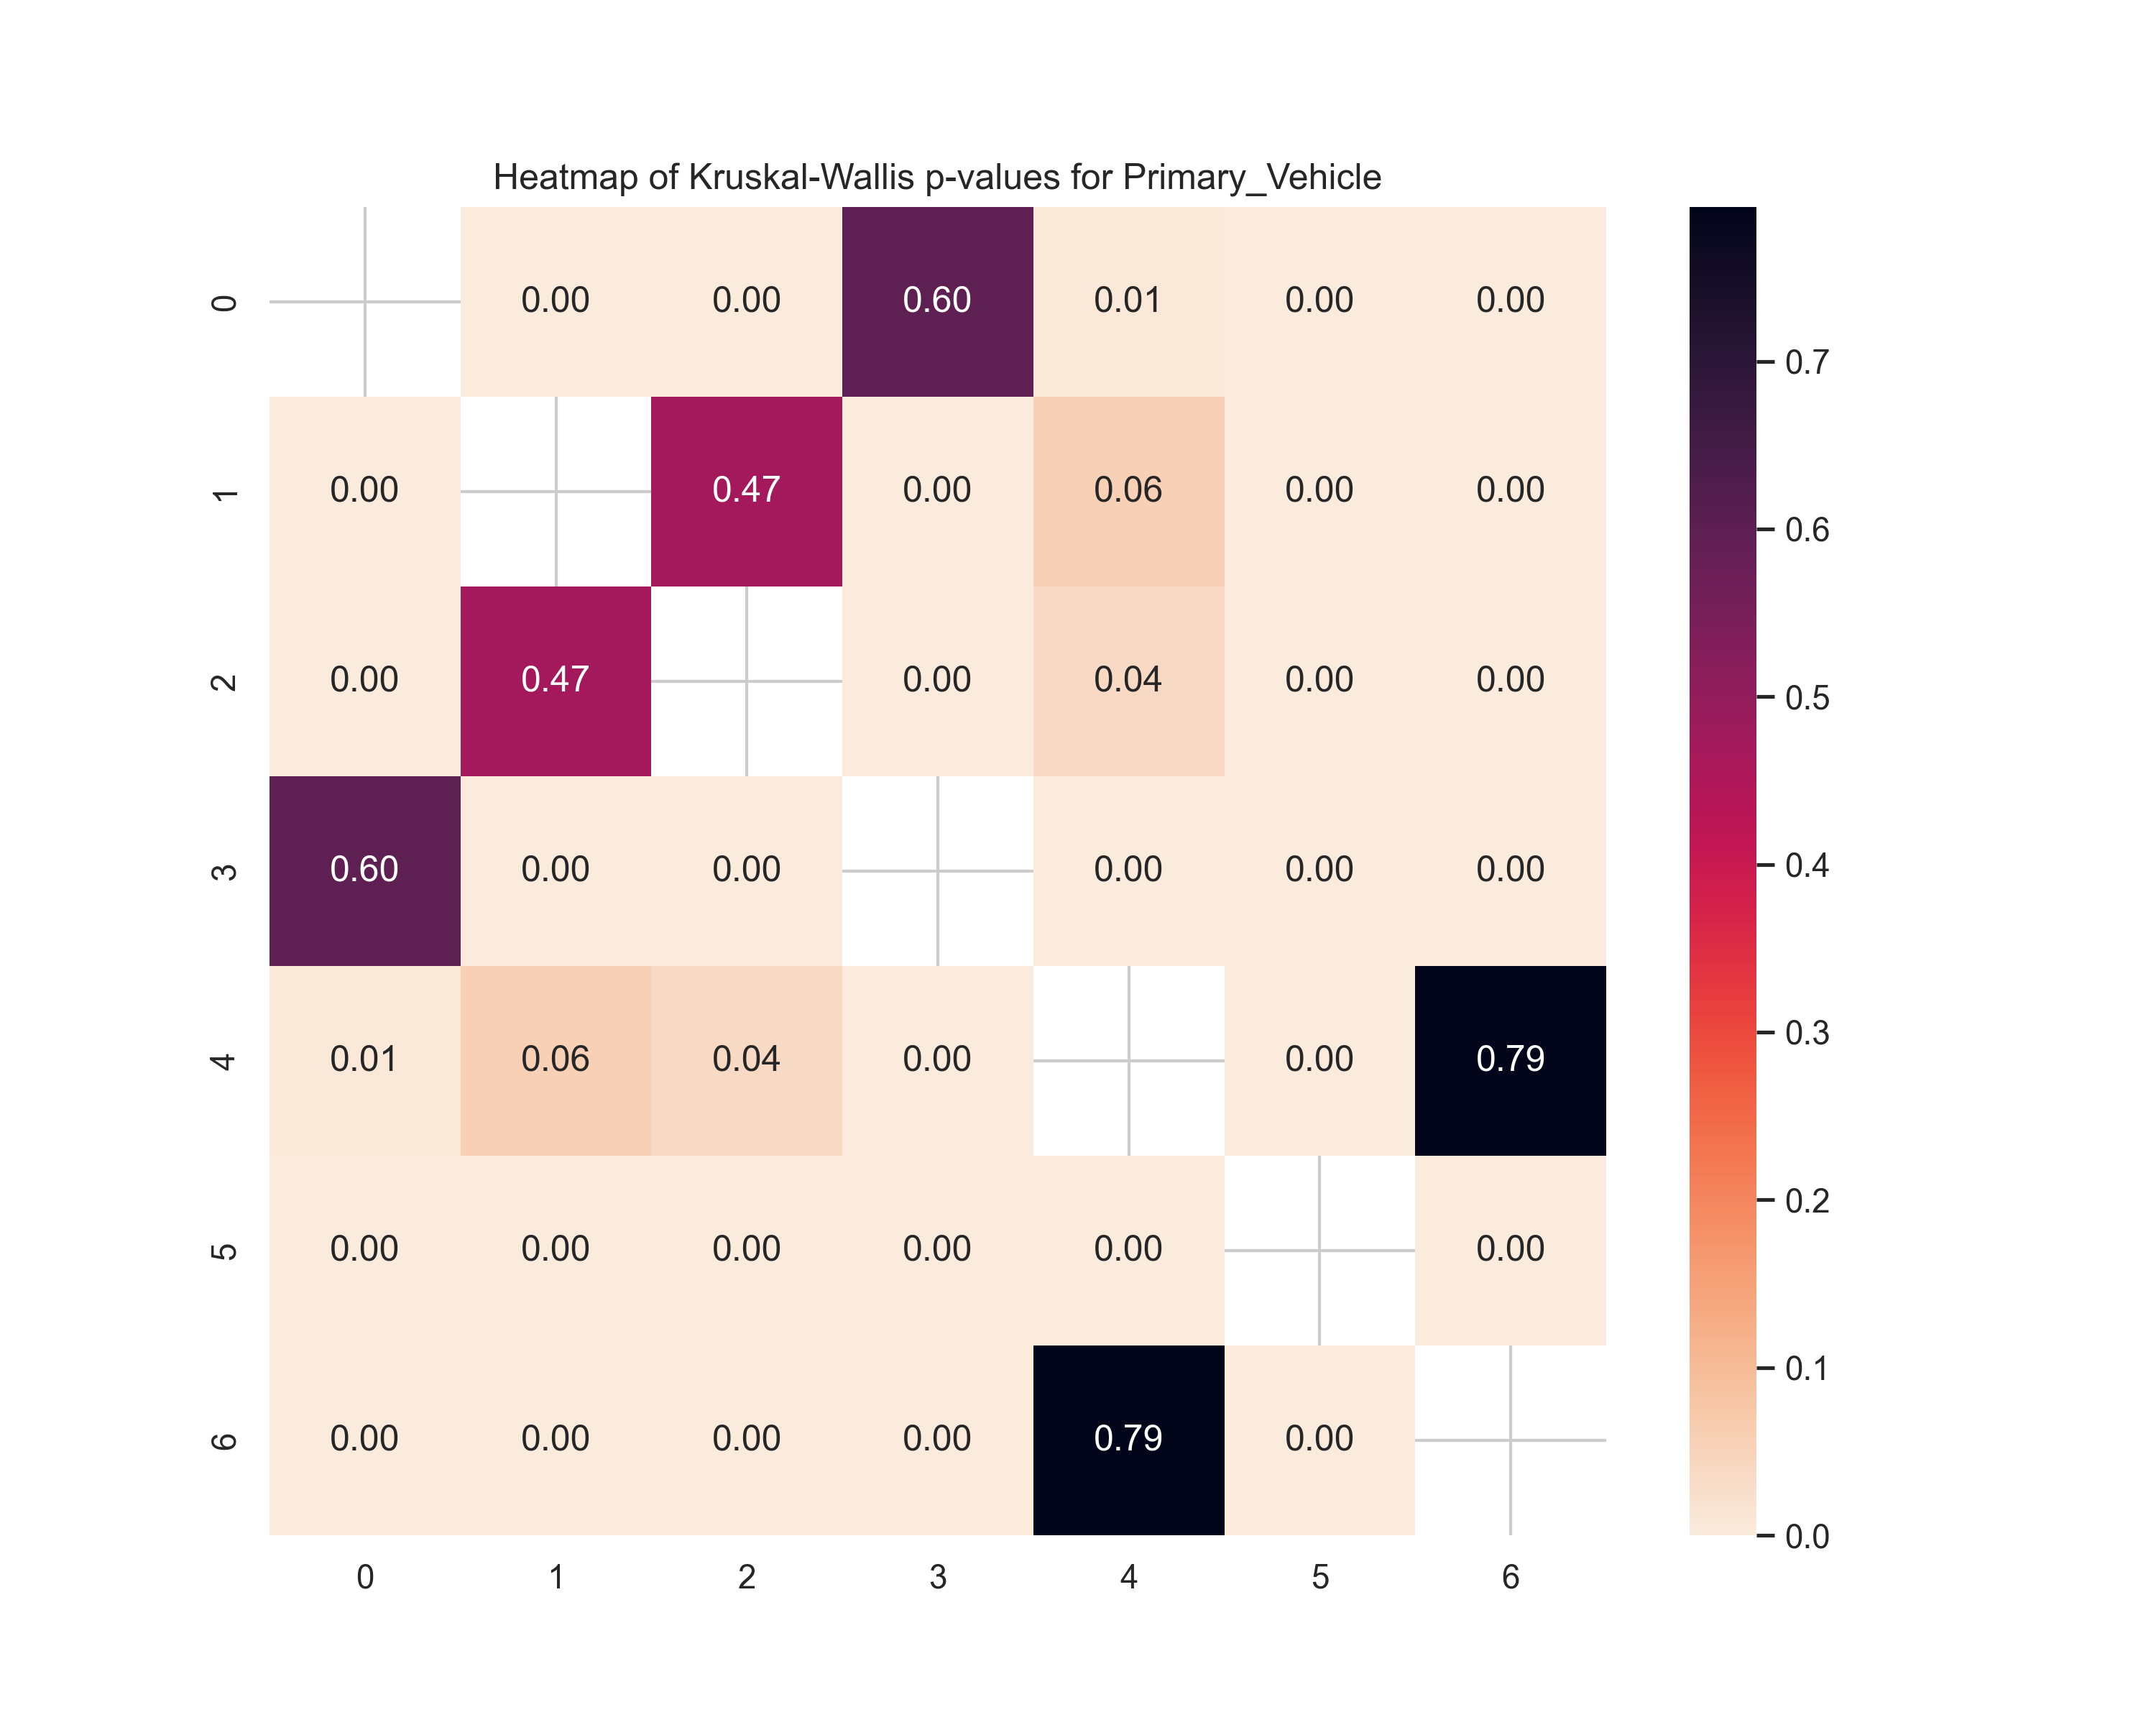 Heatmap of Kruskal-Wallis p-values for Primary_Vehicle
0 0.00 0.00 0.60 0.01 0.00 0.00
1 0.00 0.47 0.00 0.06 0.00 0.00
2 0.00 0.47 0.00 0.04 0.00 0.00
3 0.60 0.00 0.00 0.00 0.00 0.00
4 0.01 0.06 0.04 0.00 0.00 0.79
5 0.00 0.00 0.00 0.00 0.00 0.00
6 0.00 0.00 0.00 0.00 0.79 0.00
0 1 2 3 4 5 6
0.7
0.6
0.5
0.4
0.3
0.2
0.1
0.0